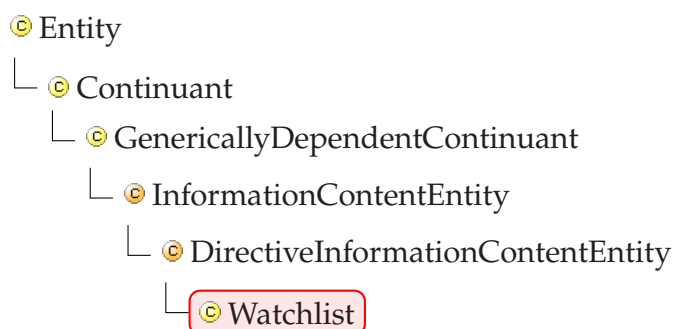 Entity
Continuant
GenericallyDependentContinuant
InformationContentEntity
DirectiveInformationContentEntity
Watchlist